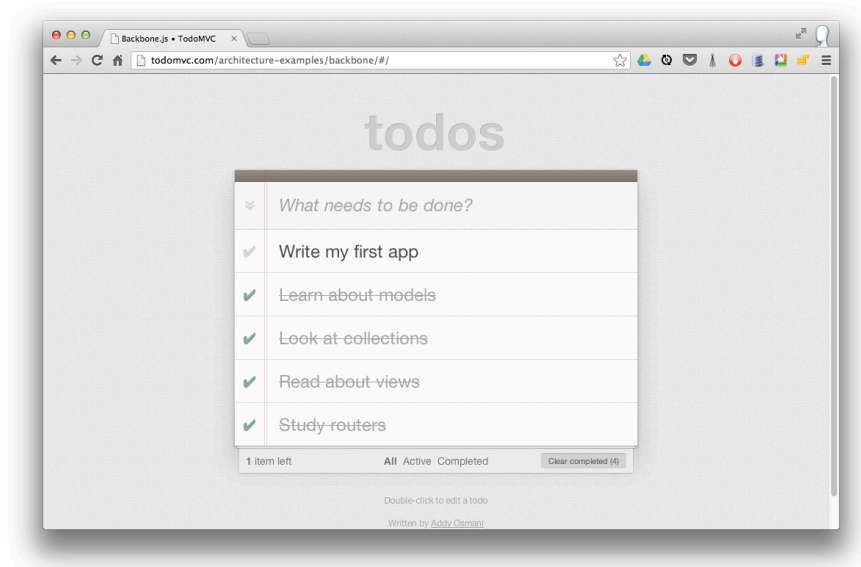 Backbone.js • TodoMVC
todomvc.com/architecture-examples/backbone/#/
todos
What needs to be done?
Write my first app
Learn about models
Look at collections
Read about views
Study routers
1 item left All Active Completed Clear completed (4)
Double-click to edit a todo
Written by Addy Osmani